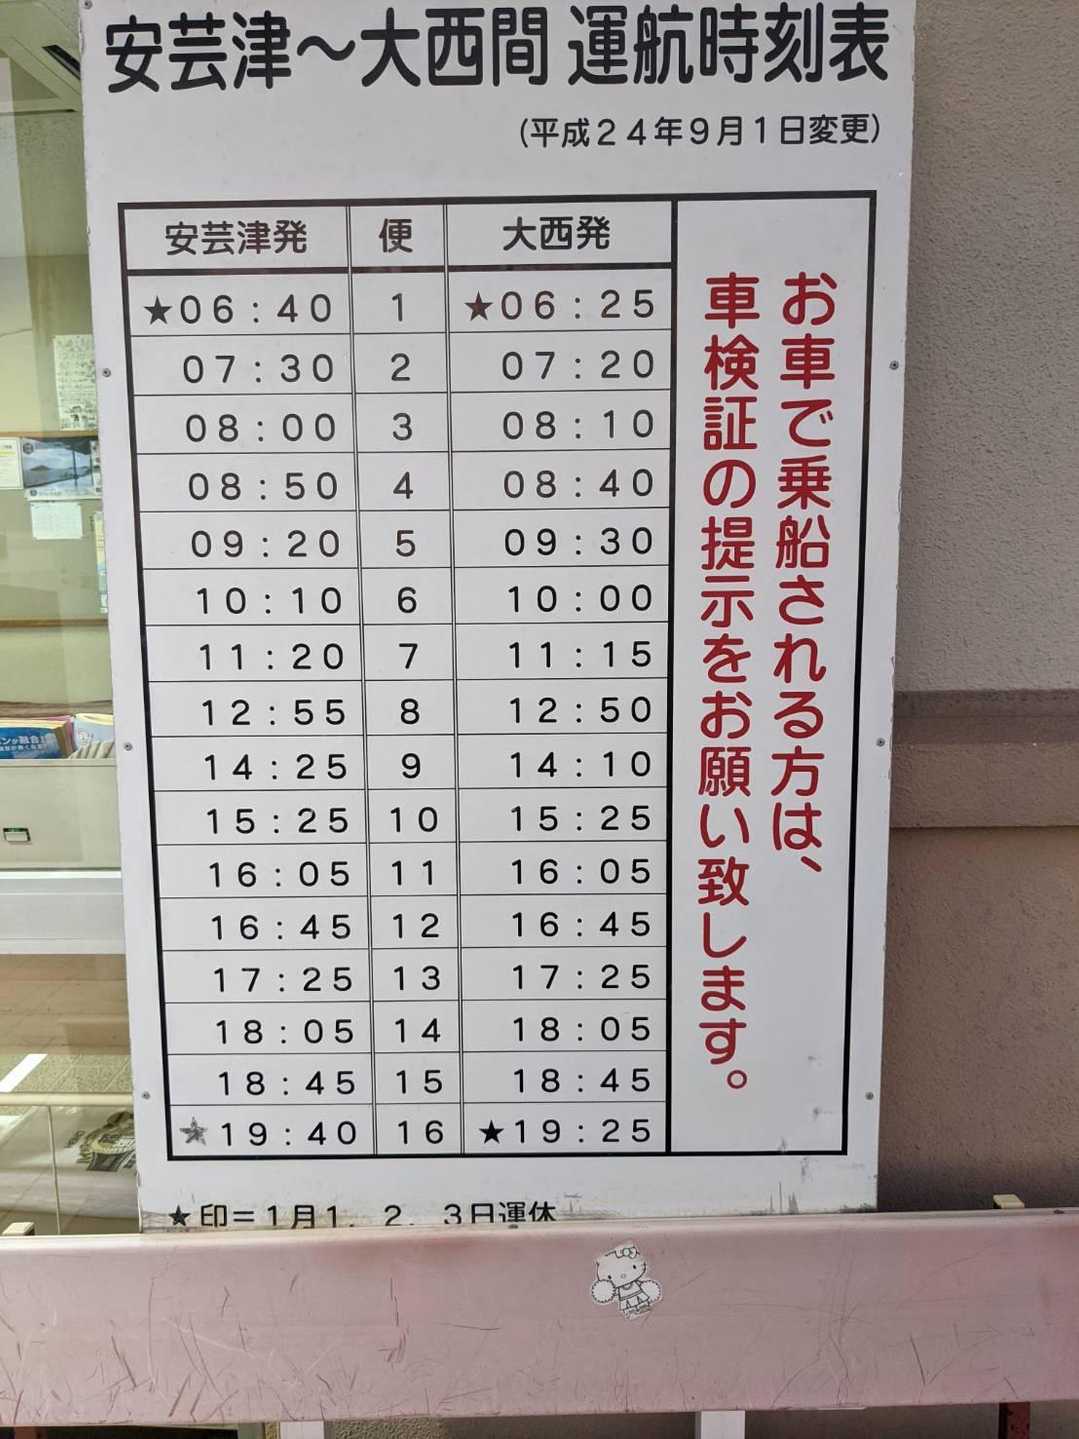 安芸津～大西間 運航時刻表
(平成24年9月1日変更)
安芸津発 便 大西発
★06:40 1 ★06:25
07:30 2 07:20
08:00 3 08:10
08:50 4 08:40
09:20 5 09:30
10:10 6 10:00
11:20 7 11:15
12:55 8 12:50
14:25 9 14:10
15:25 10 15:25
16:05 11 16:05
16:45 12 16:45
17:25 13 17:25
18:05 14 18:05
18:45 15 18:45
★19:40 16 ★19:25
お車で乗船される方は、
車検証の提示をお願い致します。
★印＝1月1，2，3日運休